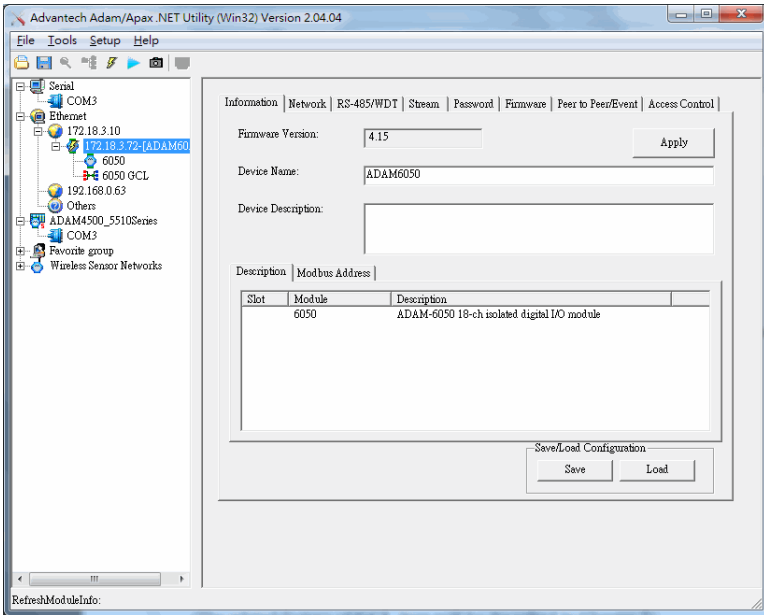 Advantech Adam/Apax .NET Utility (Win32) Version 2.04.04
File Tools Setup Help
Serial
COM3
Ethernet
172.18.3.10
172.18.3.72-[ADAM60
6050
6050 GCL
192.168.0.63
Others
ADAM4500_5510Series
COM3
Favorite group
Wireless Sensor Networks
Information Network RS-485/WDT Stream Password Firmware Peer to Peer/Event Access Control
Firmware Version: 4.15
Apply
Device Name: ADAM6050
Device Description:
Description Modbus Address
Slot Module Description
6050 ADAM-6050 18-ch isolated digital I/O module
Save/Load Configuration
Save Load
RefreshModuleInfo: